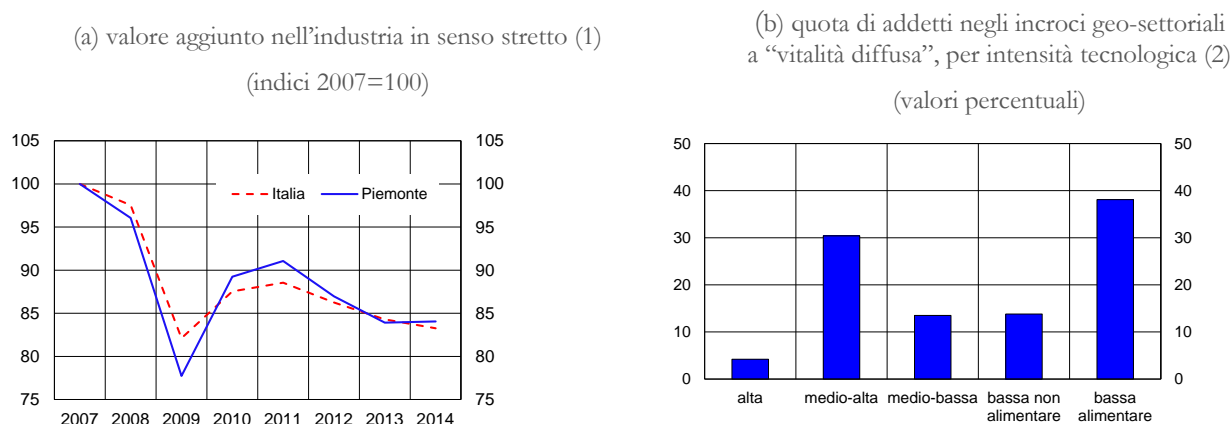 (a) valore aggiunto nell’industria in senso stretto (1)
(indici 2007=100)
105 105
100 100
95 95
90 90
85 85
80 80
75 75
Italia Piemonte
2007 2008 2009 2010 2011 2012 2013 2014
(b) quota di addetti negli incroci geo-settoriali
a “vitalità diffusa”, per intensità tecnologica (2)
(valori percentuali)
50 50
40 40
30 30
20 20
10 10
0 0
alta medio-alta medio-bassa bassa non bassa
alimentare alimentare